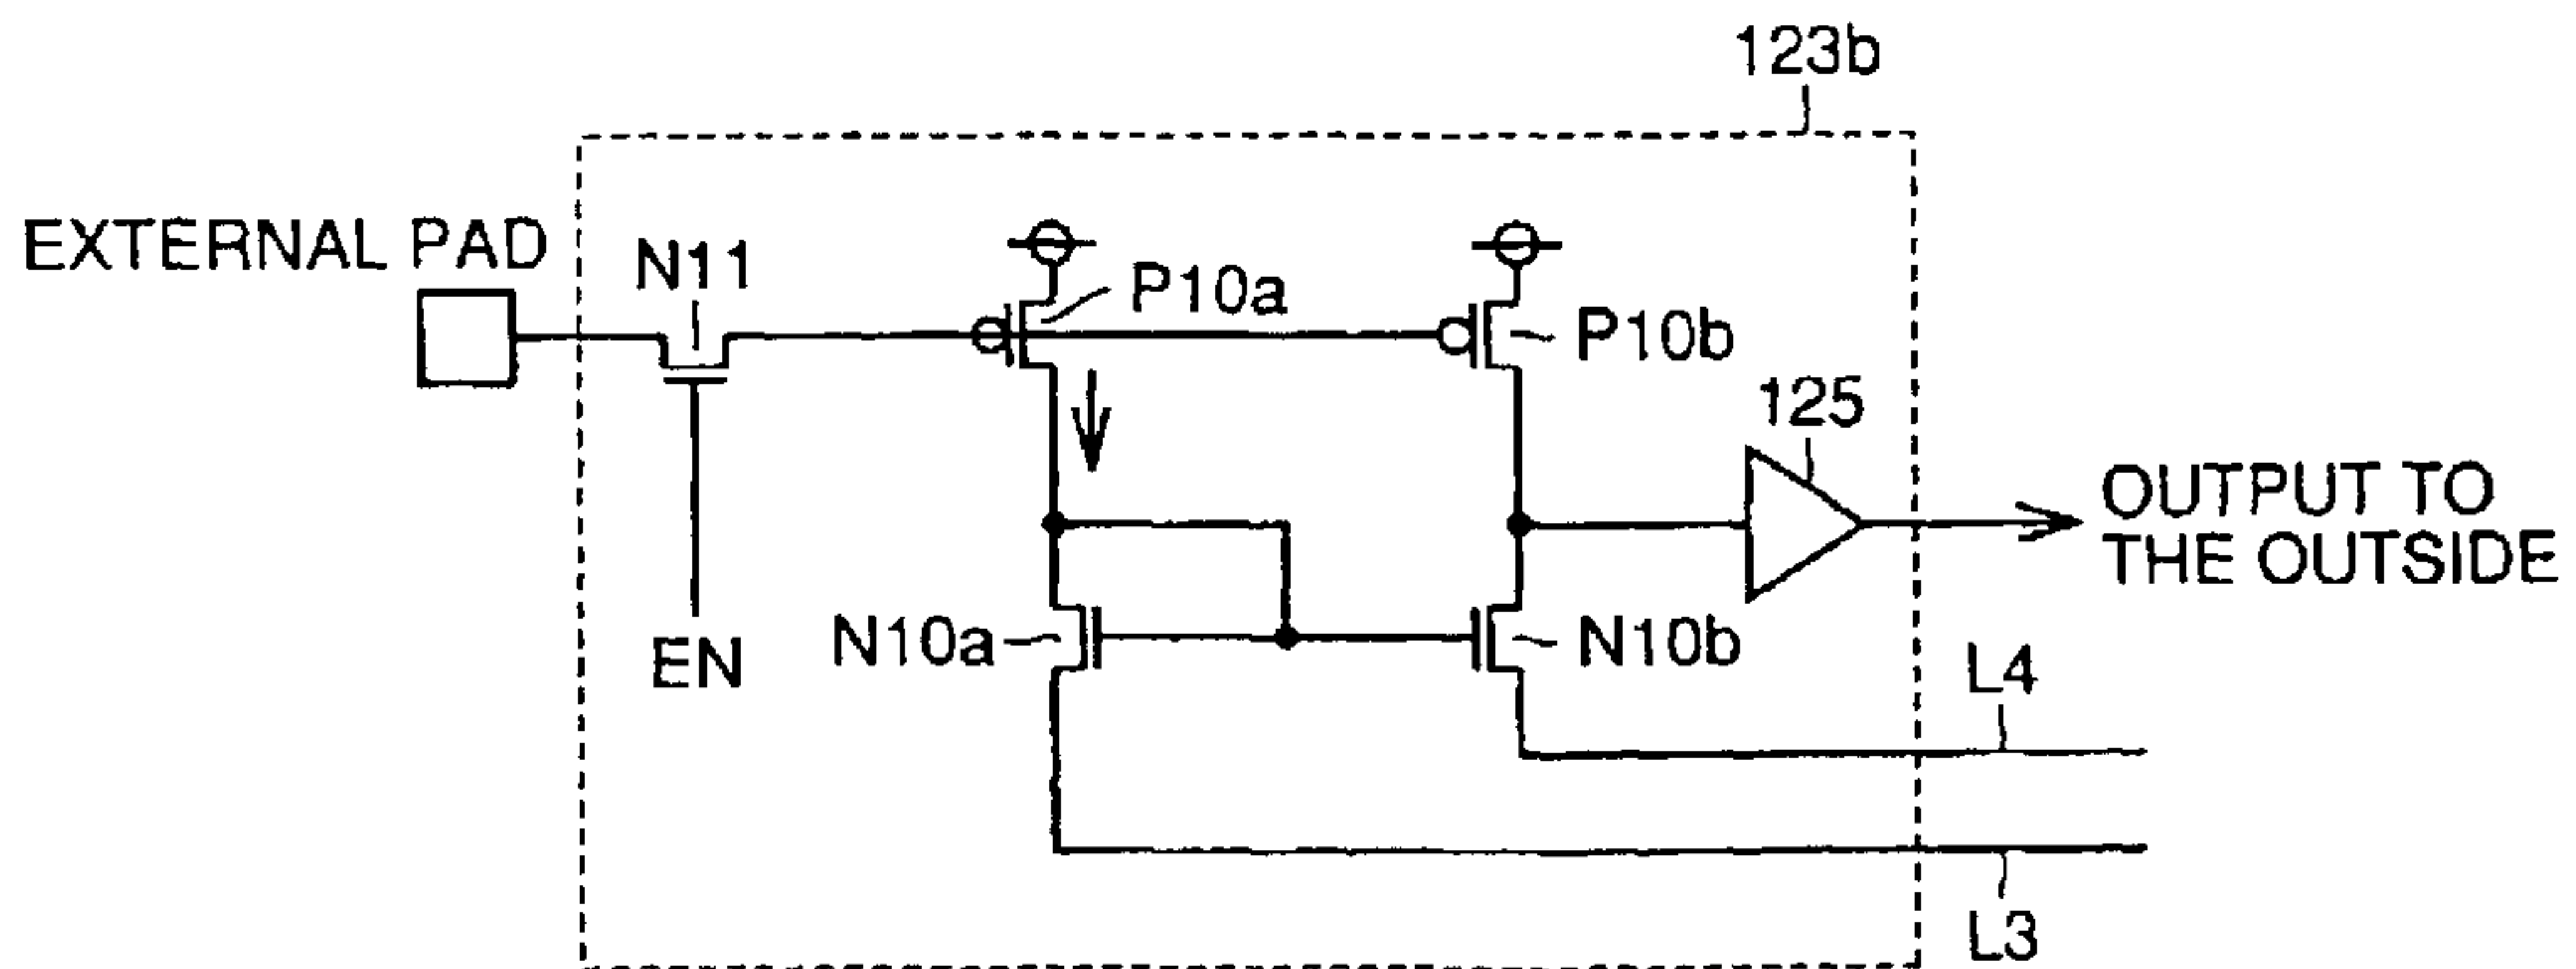 123b
EXTERNAL PAD
N11
P10a
P10b
125
OUTPUT TO
THE OUTSIDE
N10a
N10b
EN
L4
L3